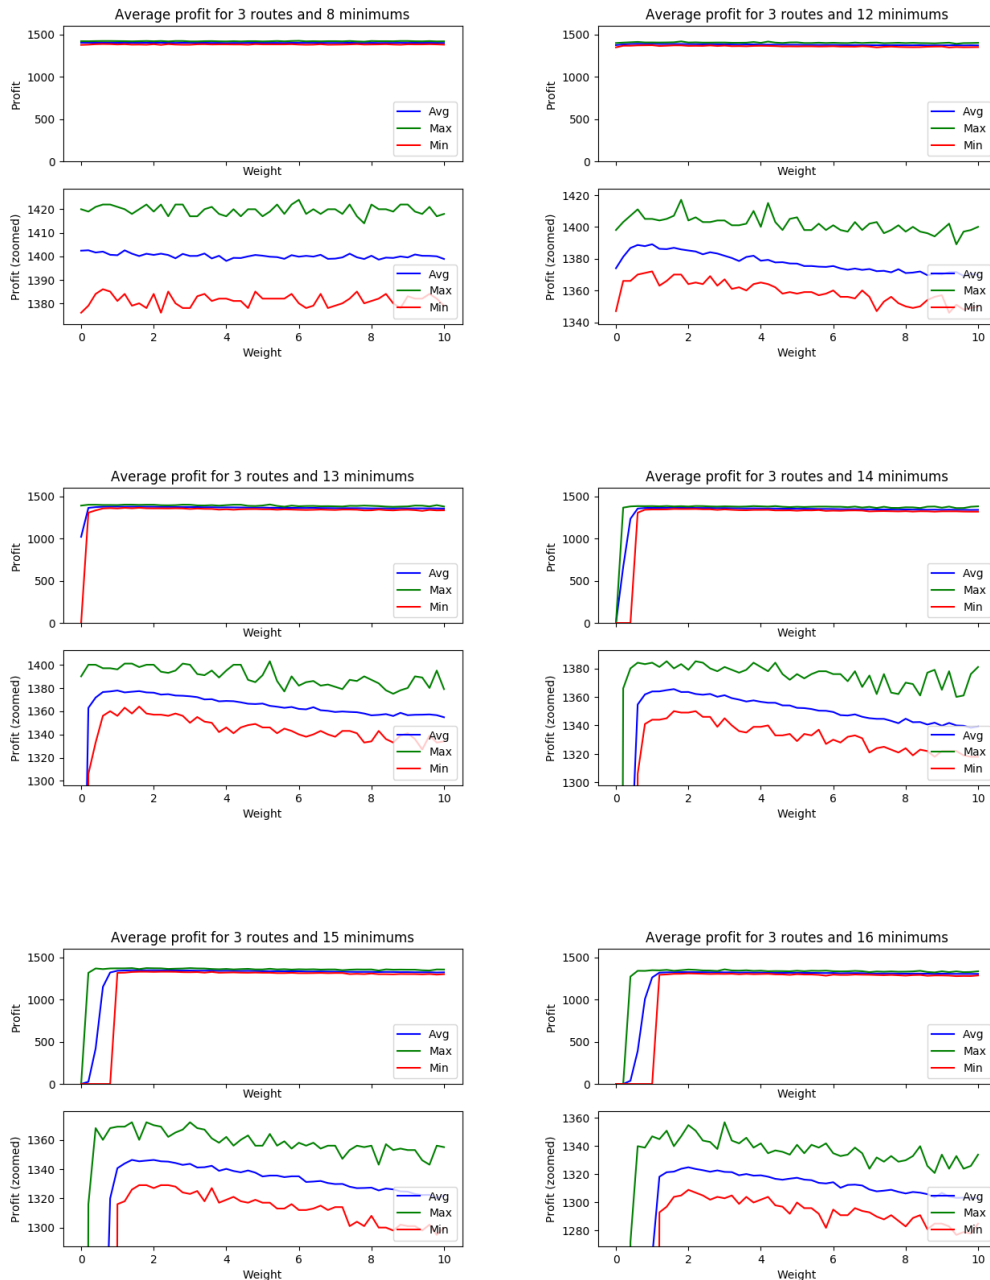 Average profit for 3 routes and 8 minimums
1500
1000
500
0
Profit
Weight
Avg
Max
Min
1420
1410
1400
1390
1380
Profit (zoomed)
0 2 4 6 8 10
Weight
Avg
Max
Min
Average profit for 3 routes and 12 minimums
1500
1000
500
0
Profit
Weight
Avg
Max
Min
1420
1400
1380
1360
1340
Profit (zoomed)
0 2 4 6 8 10
Weight
Avg
Max
Min
Average profit for 3 routes and 13 minimums
1500
1000
500
0
Profit
Weight
Avg
Max
Min
1400
1380
1360
1340
1320
1300
Profit (zoomed)
0 2 4 6 8 10
Weight
Avg
Max
Min
Average profit for 3 routes and 14 minimums
1500
1000
500
0
Profit
Weight
Avg
Max
Min
1380
1360
1340
1320
1300
Profit (zoomed)
0 2 4 6 8 10
Weight
Avg
Max
Min
Average profit for 3 routes and 15 minimums
1500
1000
500
0
Profit
Weight
Avg
Max
Min
1360
1340
1320
1300
Profit (zoomed)
0 2 4 6 8 10
Weight
Avg
Max
Min
Average profit for 3 routes and 16 minimums
1500
1000
500
0
Profit
Weight
Avg
Max
Min
1360
1340
1320
1300
1280
Profit (zoomed)
0 2 4 6 8 10
Weight
Avg
Max
Min